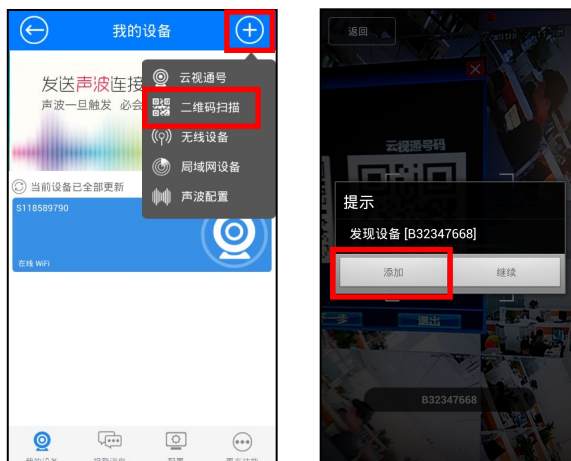 我的设备
发送声波连接
声波一旦触发 必会
云视通号
二维码扫描
无线设备
局域网设备
声波配置
当前设备已全部更新
S118589790
在线 WiFi
返回
云视通号码
提示
发现设备 [B32347668]
添加
继续
一步
退出
B32347668